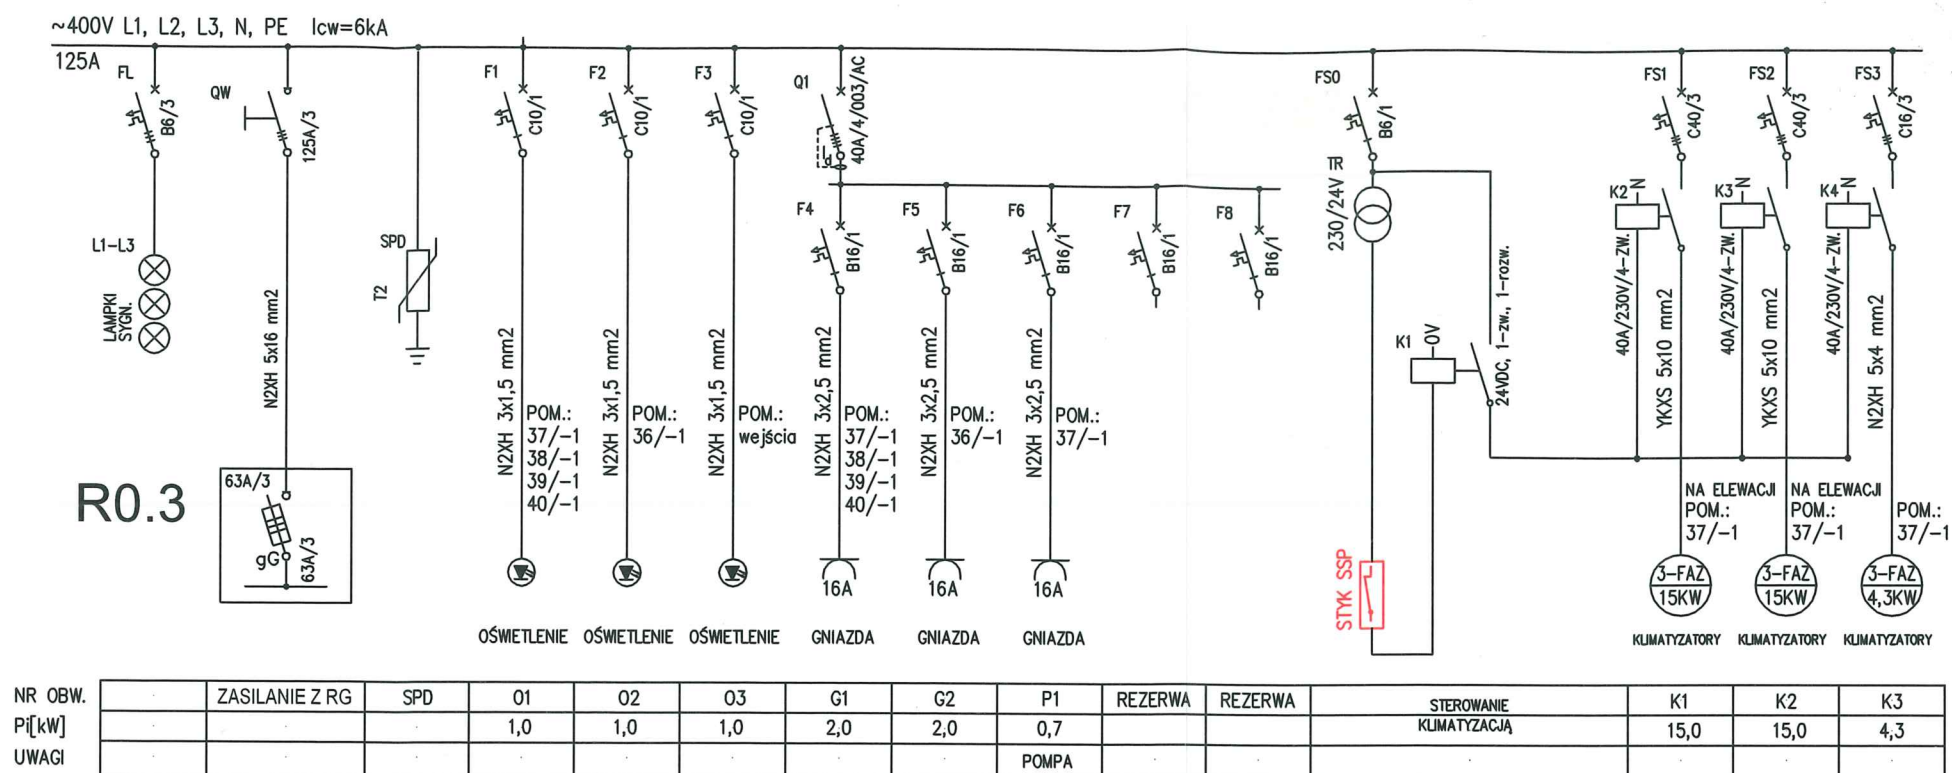 ~400V L1, L2, L3, N, PE Icw=6kA
125A
FL
B6/3
QW
125A/3
F1
C10/1
F2
C10/1
F3
C10/1
Q1
40A/4/003/AC
Id
FS0
B6/1
FS1
C40/3
FS2
C40/3
FS3
C16/3
TR
230/24V
F4
B16/1
F5
B16/1
F6
B16/1
F7
B16/1
F8
B16/1
K2
N
40A/230V/4-ZW.
K3
N
40A/230V/4-ZW.
K4
N
40A/230V/4-ZW.
L1-L3
LAMPKI
SYGN.
SPD
T2
K1
0V
24VDC, 1-zw., 1-rozw.
N2XH 5x16 mm2
N2XH 3x1,5 mm2
POM.:
37/-1
38/-1
39/-1
40/-1
N2XH 3x1,5 mm2
POM.:
36/-1
N2XH 3x1,5 mm2
POM.:
wejścia
N2XH 3x2,5 mm2
POM.:
37/-1
38/-1
39/-1
40/-1
N2XH 3x2,5 mm2
POM.:
36/-1
N2XH 3x2,5 mm2
POM.:
37/-1
YKXS 5x10 mm2
NA ELEWACJI
POM.:
37/-1
YKXS 5x10 mm2
NA ELEWACJI
POM.:
37/-1
N2XH 5x4 mm2
POM.:
37/-1
R0.3
63A/3
gG
63A/3
STYK SSP
16A
16A
16A
3-FAZ
15KW
3-FAZ
15KW
3-FAZ
4,3KW
OŚWIETLENIE OŚWIETLENIE OŚWIETLENIE GNIAZDA GNIAZDA GNIAZDA KLIMATYZATORY KLIMATYZATORY KLIMATYZATORY
NR OBW. ZASILANIE Z RG SPD O1 O2 O3 G1 G2 P1 REZERWA REZERWA STEROWANIE K1 K2 K3
Pi[kW] 1,0 1,0 1,0 2,0 2,0 0,7 KLIMATYZACJĄ 15,0 15,0 4,3
UWAGI POMPA